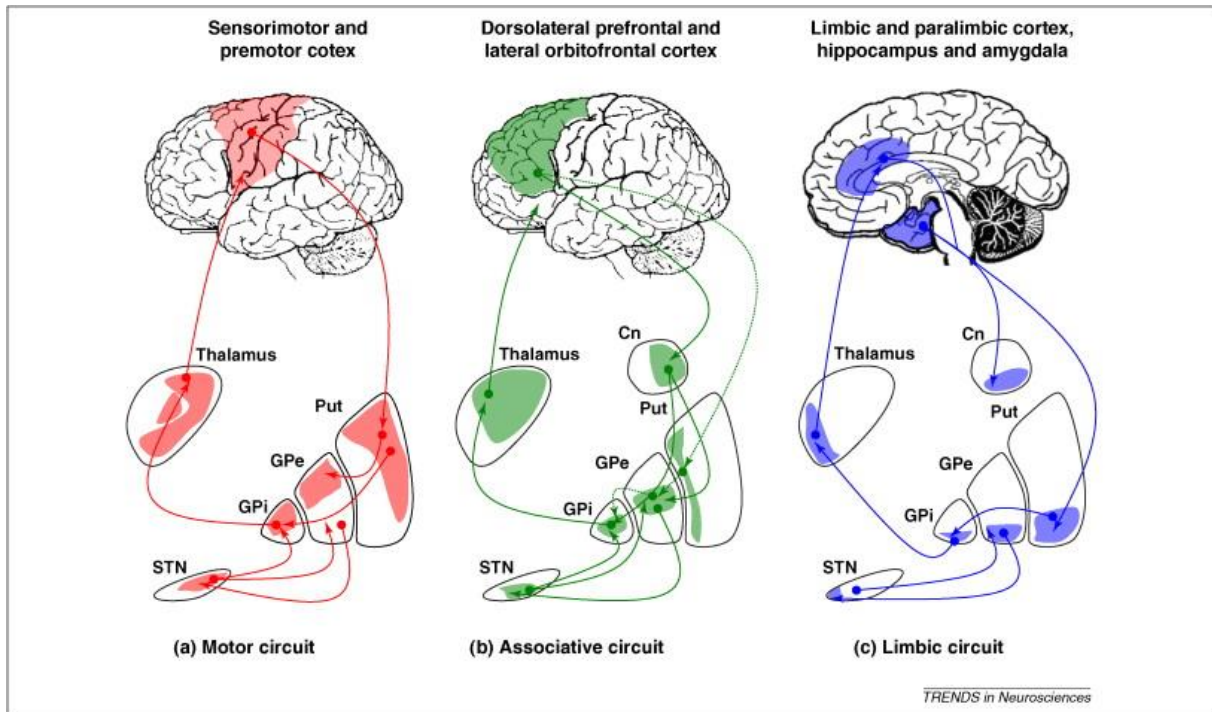 Sensorimotor and
premotor cotex
Dorsolateral prefrontal and
lateral orbitofrontal cortex
Limbic and paralimbic cortex,
hippocampus and amygdala
Thalamus
Put
GPe
GPi
STN
(a) Motor circuit
Cn
Thalamus
Put
GPe
GPi
STN
(b) Associative circuit
Cn
Thalamus
Put
GPe
GPi
STN
(c) Limbic circuit
TRENDS in Neurosciences